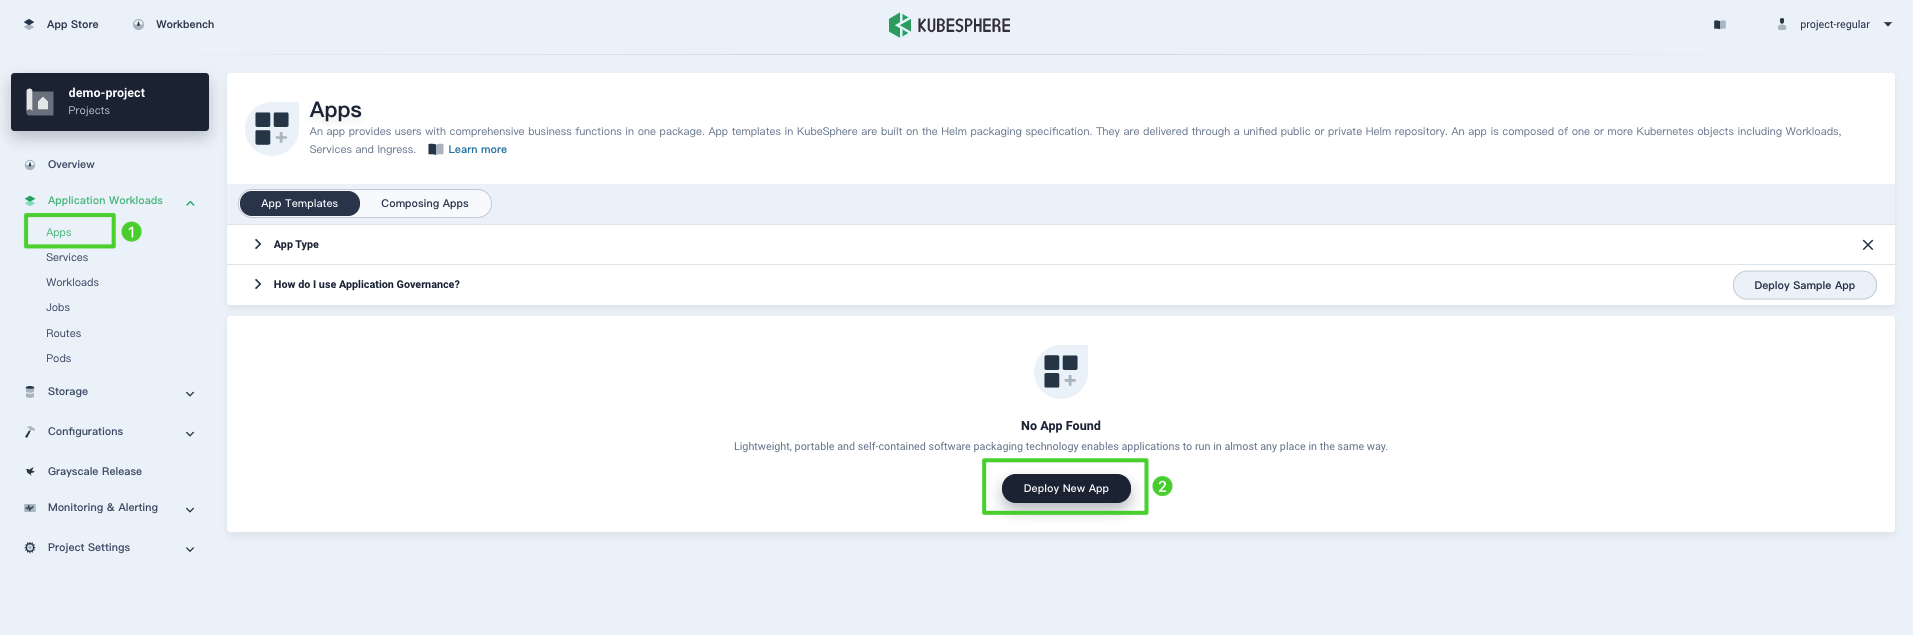 App Store
Workbench
KUBESPHERE
project-regular
demo-project
Projects
Overview
Application Workloads
Apps
1
Services
Workloads
Jobs
Routes
Pods
Storage
Configurations
Grayscale Release
Monitoring & Alerting
Project Settings
Apps
An app provides users with comprehensive business functions in one package. App templates in KubeSphere are built on the Helm packaging specification. They are delivered through a unified public or private Helm repository. An app is composed of one or more Kubernetes objects including Workloads,
Services and Ingress. Learn more
App Templates
Composing Apps
App Type
How do I use Application Governance?
Deploy Sample App
No App Found
Lightweight, portable and self-contained software packaging technology enables applications to run in almost any place in the same way.
Deploy New App
2